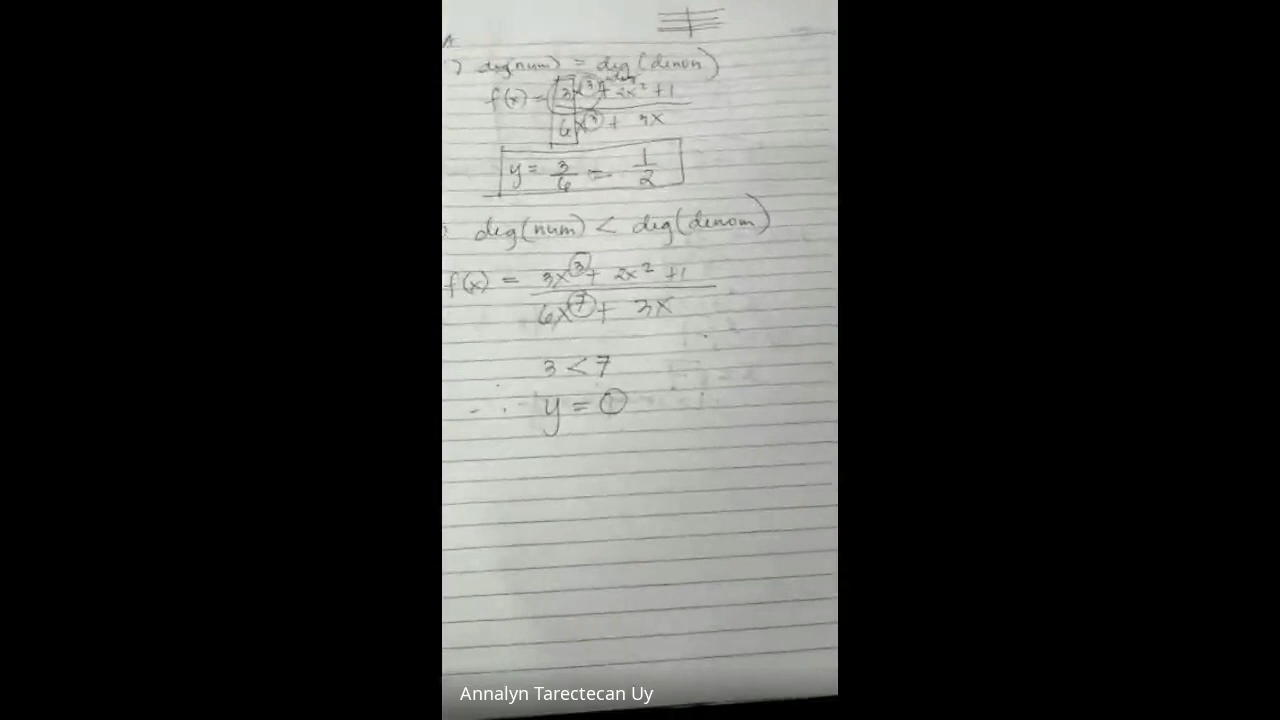 deg(num) = deg(denom)
f(x) = 3x³ + 2x² + 1
6x³ + 3x
y = 3/6 = 1/2
deg(num) < deg(denom)
f(x) = 3x³ + 2x² + 1
6x⁷ + 3x
3 < 7
y = 0
Annalyn Tarectecan Uy